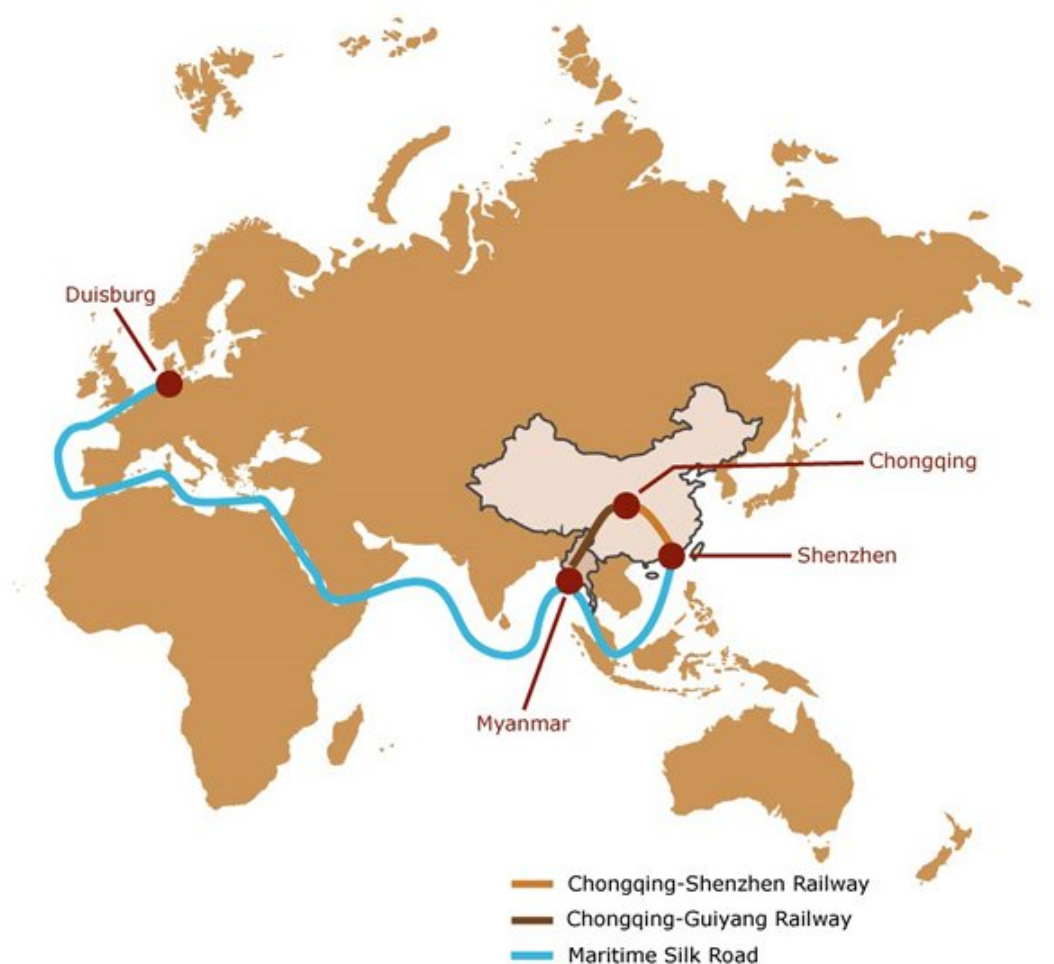 Duisburg
Chongqing
Shenzhen
Myanmar
Chongqing-Shenzhen Railway
Chongqing-Guiyang Railway
Maritime Silk Road